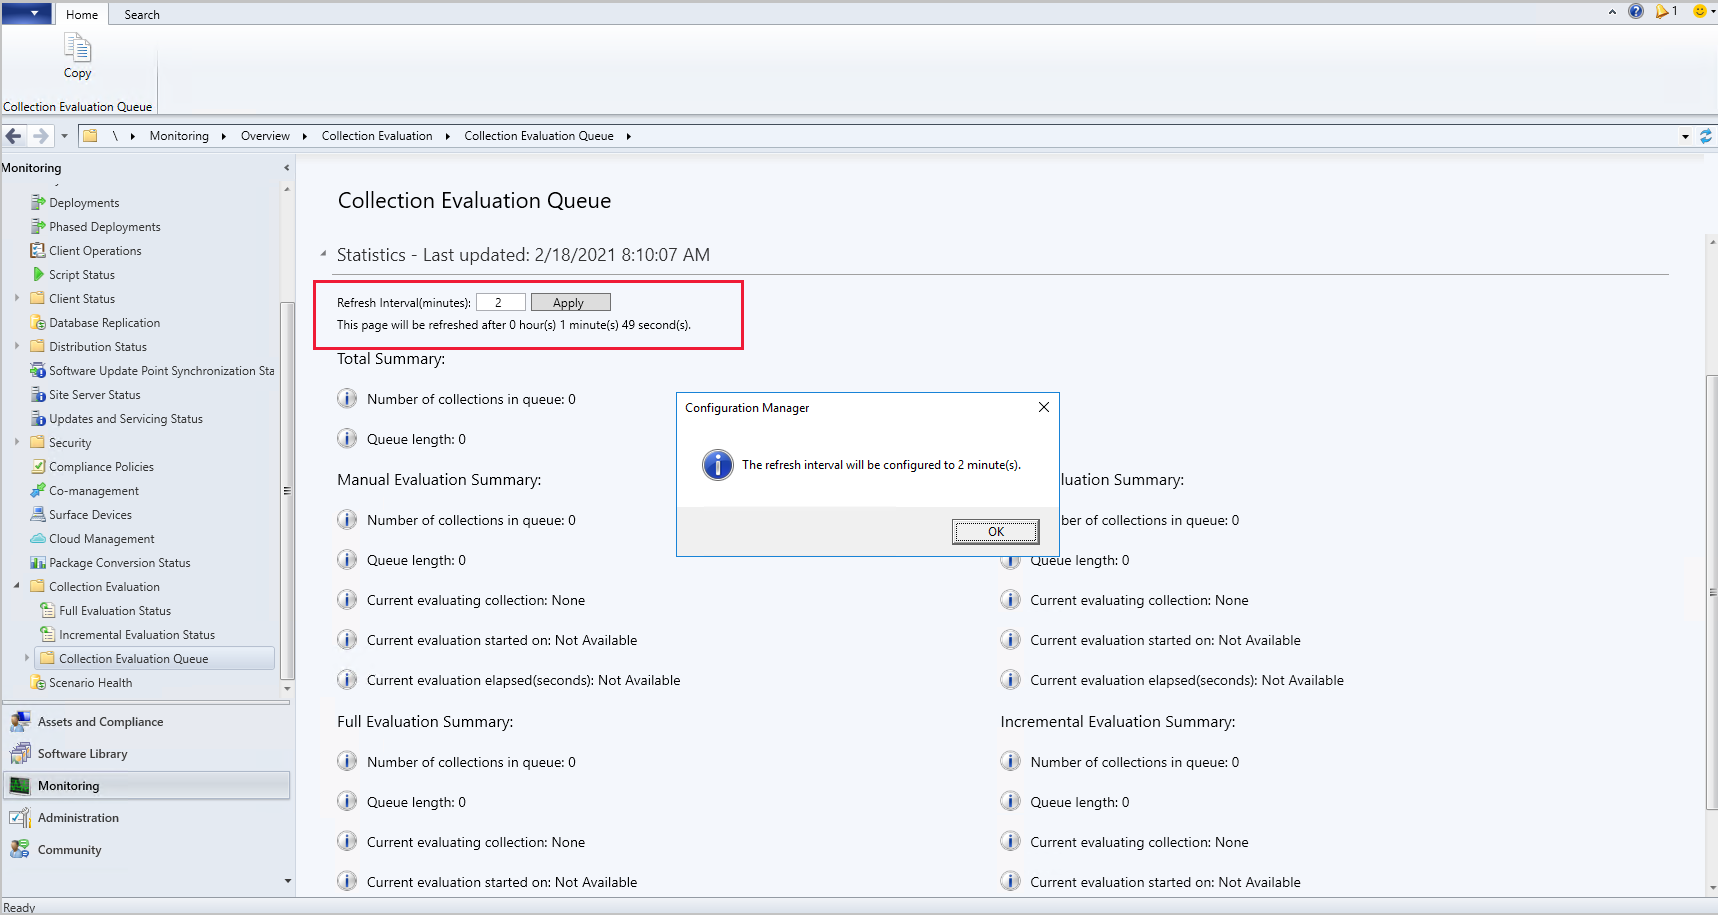 Home
Search
1
Copy
Collection Evaluation Queue
\ Monitoring Overview Collection Evaluation Collection Evaluation Queue
Monitoring
Deployments
Phased Deployments
Client Operations
Script Status
Client Status
Database Replication
Distribution Status
Software Update Point Synchronization Sta
Site Server Status
Updates and Servicing Status
Security
Compliance Policies
Co-management
Surface Devices
Cloud Management
Package Conversion Status
Collection Evaluation
Full Evaluation Status
Incremental Evaluation Status
Collection Evaluation Queue
Scenario Health
Assets and Compliance
Software Library
Monitoring
Administration
Community
Collection Evaluation Queue
Statistics - Last updated: 2/18/2021 8:10:07 AM
Refresh Interval(minutes): 2 Apply
This page will be refreshed after 0 hour(s) 1 minute(s) 49 second(s).
Total Summary:
Number of collections in queue: 0
Queue length: 0
Manual Evaluation Summary:
Number of collections in queue: 0
Queue length: 0
Current evaluating collection: None
Current evaluation started on: Not Available
Current evaluation elapsed(seconds): Not Available
luation Summary:
ber of collections in queue: 0
Queue length: 0
Current evaluating collection: None
Current evaluation started on: Not Available
Current evaluation elapsed(seconds): Not Available
Full Evaluation Summary:
Number of collections in queue: 0
Queue length: 0
Current evaluating collection: None
Current evaluation started on: Not Available
Incremental Evaluation Summary:
Number of collections in queue: 0
Queue length: 0
Current evaluating collection: None
Current evaluation started on: Not Available
Configuration Manager
The refresh interval will be configured to 2 minute(s).
OK
Ready